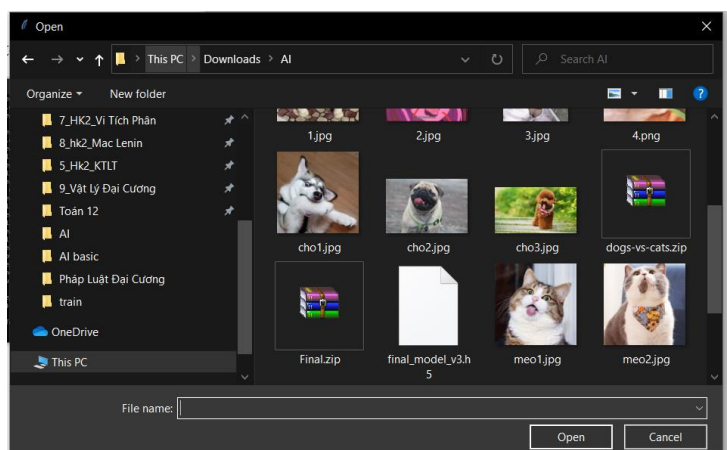 Open
This PC > Downloads > AI
Search AI
Organize
New folder
7_HK2_Vi Tích Phân
8_hk2_Mac Lenin
5_Hk2_KTLT
9_Vật Lý Đại Cương
Toán 12
AI
AI basic
Pháp Luật Đại Cương
train
OneDrive
This PC
1.jpg
2.jpg
3.jpg
4.png
cho1.jpg
cho2.jpg
cho3.jpg
dogs-vs-cats.zip
Final.zip
final_model_v3.h
5
meo1.jpg
meo2.jpg
File name:
Open
Cancel